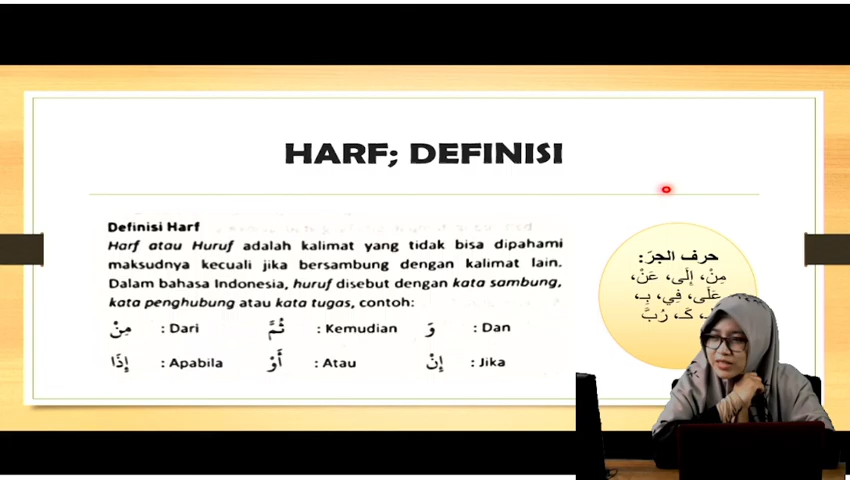 HARF; DEFINISI
Definisi Harf
Harf atau Huruf adalah kalimat yang tidak bisa dipahami
maksudnya kecuali jika bersambung dengan kalimat lain.
Dalam bahasa Indonesia, huruf disebut dengan kata sambung,
kata penghubung atau kata tugas, contoh:
مِنْ : Dari ثُمَّ : Kemudian وَ : Dan
إِذَا : Apabila أَوْ : Atau إِنْ : Jika
حرف الجرّ:
مِنْ، إِلَى، عَنْ،
عَلَى، فِي، بِـ،
كَـ، رُبَّ